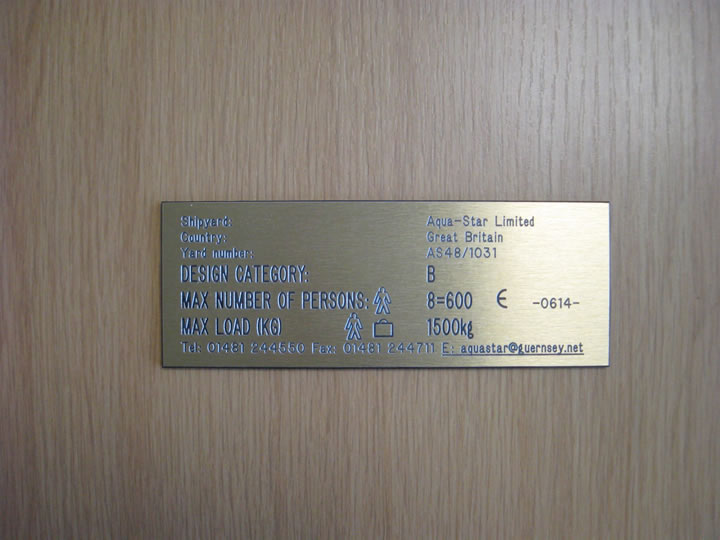 Shipyard: Aqua-Star Limited
Country: Great Britain
Yard number: AS48/1031
DESIGN CATEGORY: B
MAX NUMBER OF PERSONS: 8=600 CE -0614-
MAX LOAD (KG) 1500kg
Tel: 01481 244550 Fax: 01481 244711 E: aquastar@guernsey.net